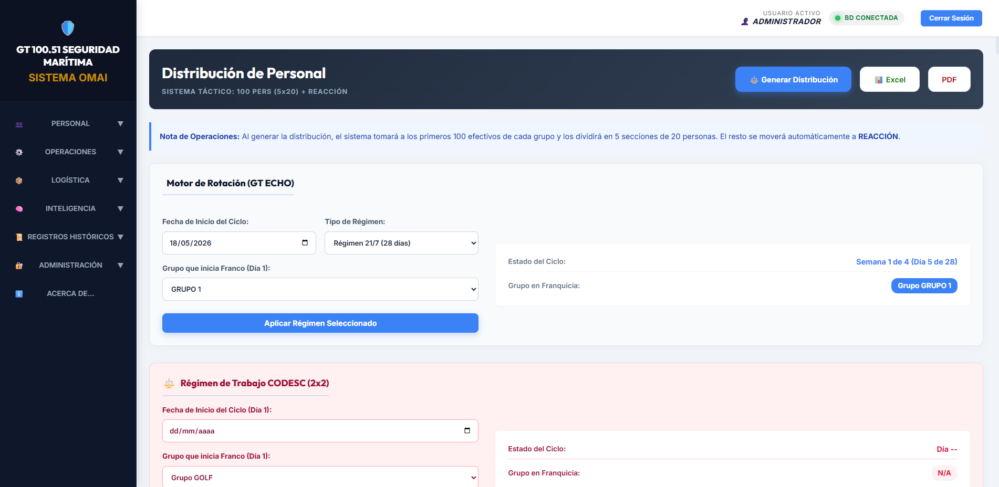 GT 100.51 SEGURIDAD
MARÍTIMA
SISTEMA OMAI
PERSONAL
OPERACIONES
LOGÍSTICA
INTELIGENCIA
REGISTROS HISTÓRICOS
ADMINISTRACIÓN
ACERCA DE...
USUARIO ACTIVO
ADMINISTRADOR
BD CONECTADA
Cerrar Sesión
Distribución de Personal
SISTEMA TÁCTICO: 100 PERS (5x20) + REACCIÓN
Generar Distribución
Excel
PDF
Nota de Operaciones: Al generar la distribución, el sistema tomará a los primeros 100 efectivos de cada grupo y los dividirá en 5 secciones de 20 personas. El resto se moverá automáticamente a REACCIÓN.
Motor de Rotación (GT ECHO)
Fecha de Inicio del Ciclo:
Tipo de Régimen:
18/05/2026
Régimen 21/7 (28 días)
Grupo que inicia Franco (Día 1):
GRUPO 1
Aplicar Régimen Seleccionado
Estado del Ciclo:
Semana 1 de 4 (Día 5 de 28)
Grupo en Franquicia:
Grupo GRUPO 1
Régimen de Trabajo CODESC (2x2)
Fecha de Inicio del Ciclo (Día 1):
dd/mm/aaaa
Grupo que inicia Franco (Día 1):
Grupo GOLF
Estado del Ciclo:
Día --
Grupo en Franquicia:
N/A